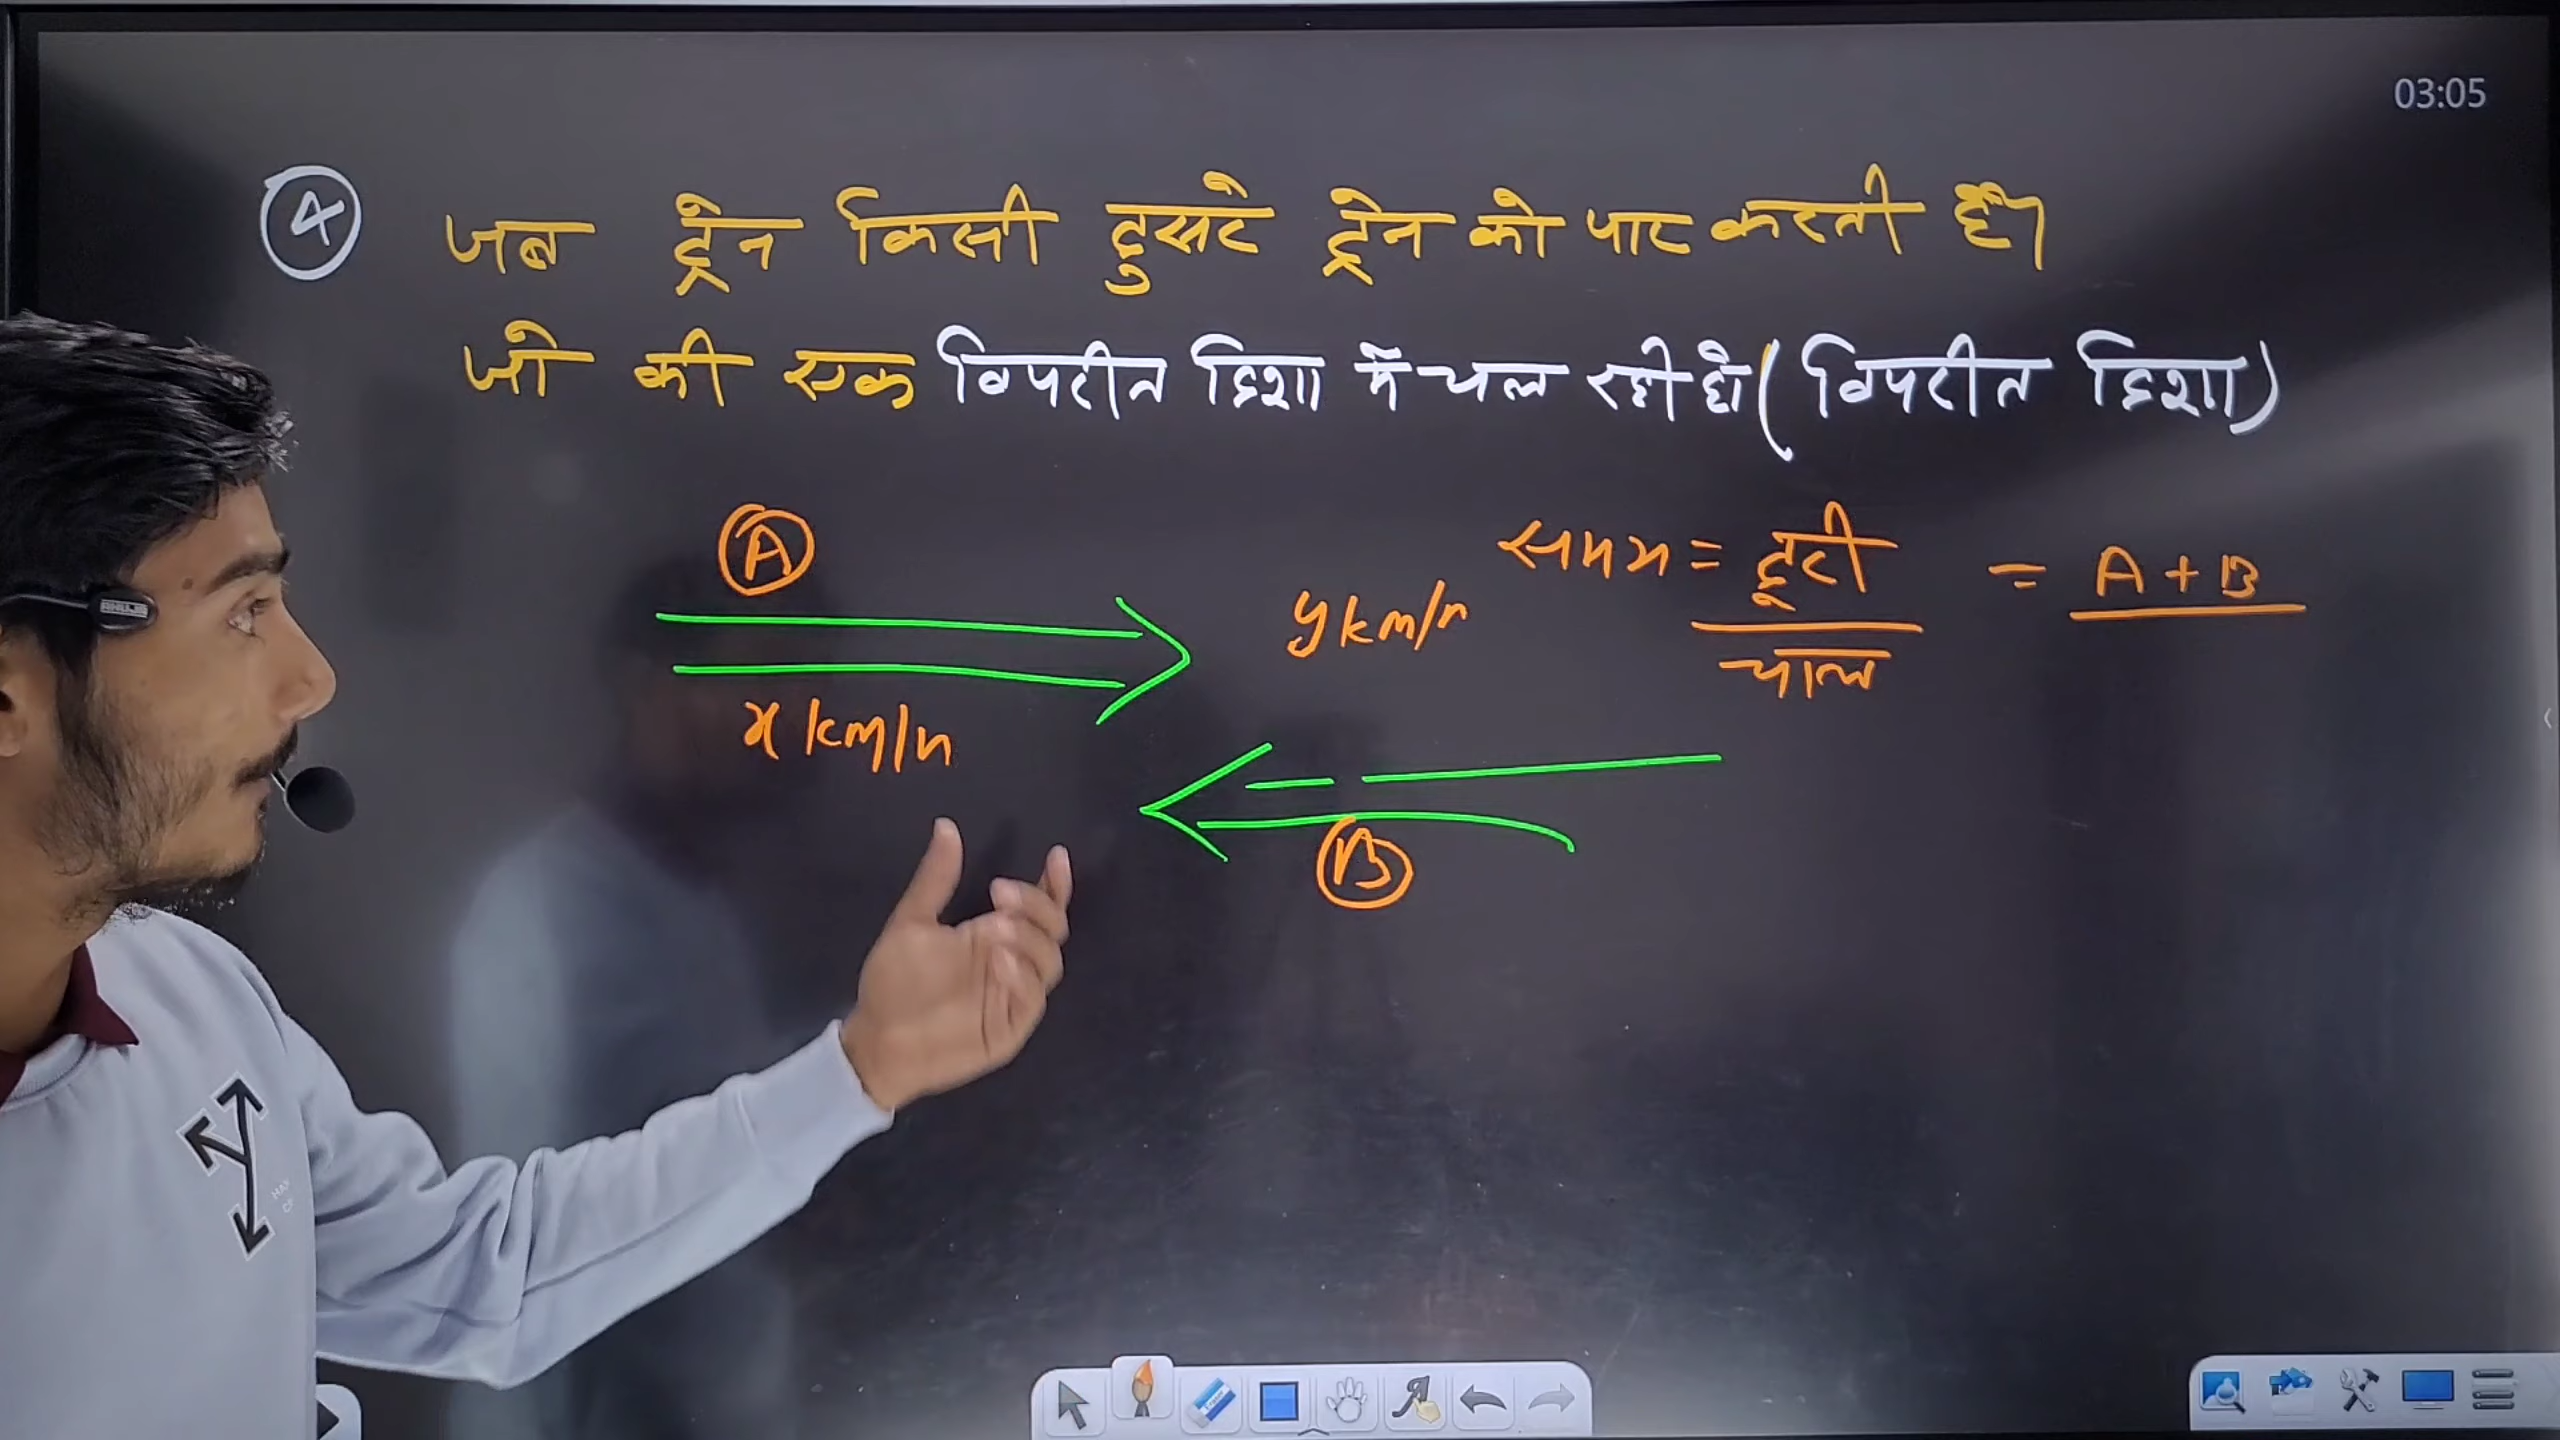 03:05
④ जब ट्रेन किसी दुसरे ट्रेन को पार करती है।
जो की एक विपरीत दिशा में चल रही हो (विपरीत दिशा)
A
समय = दूरी / चाल = A + B
y km/h
x km/h
B